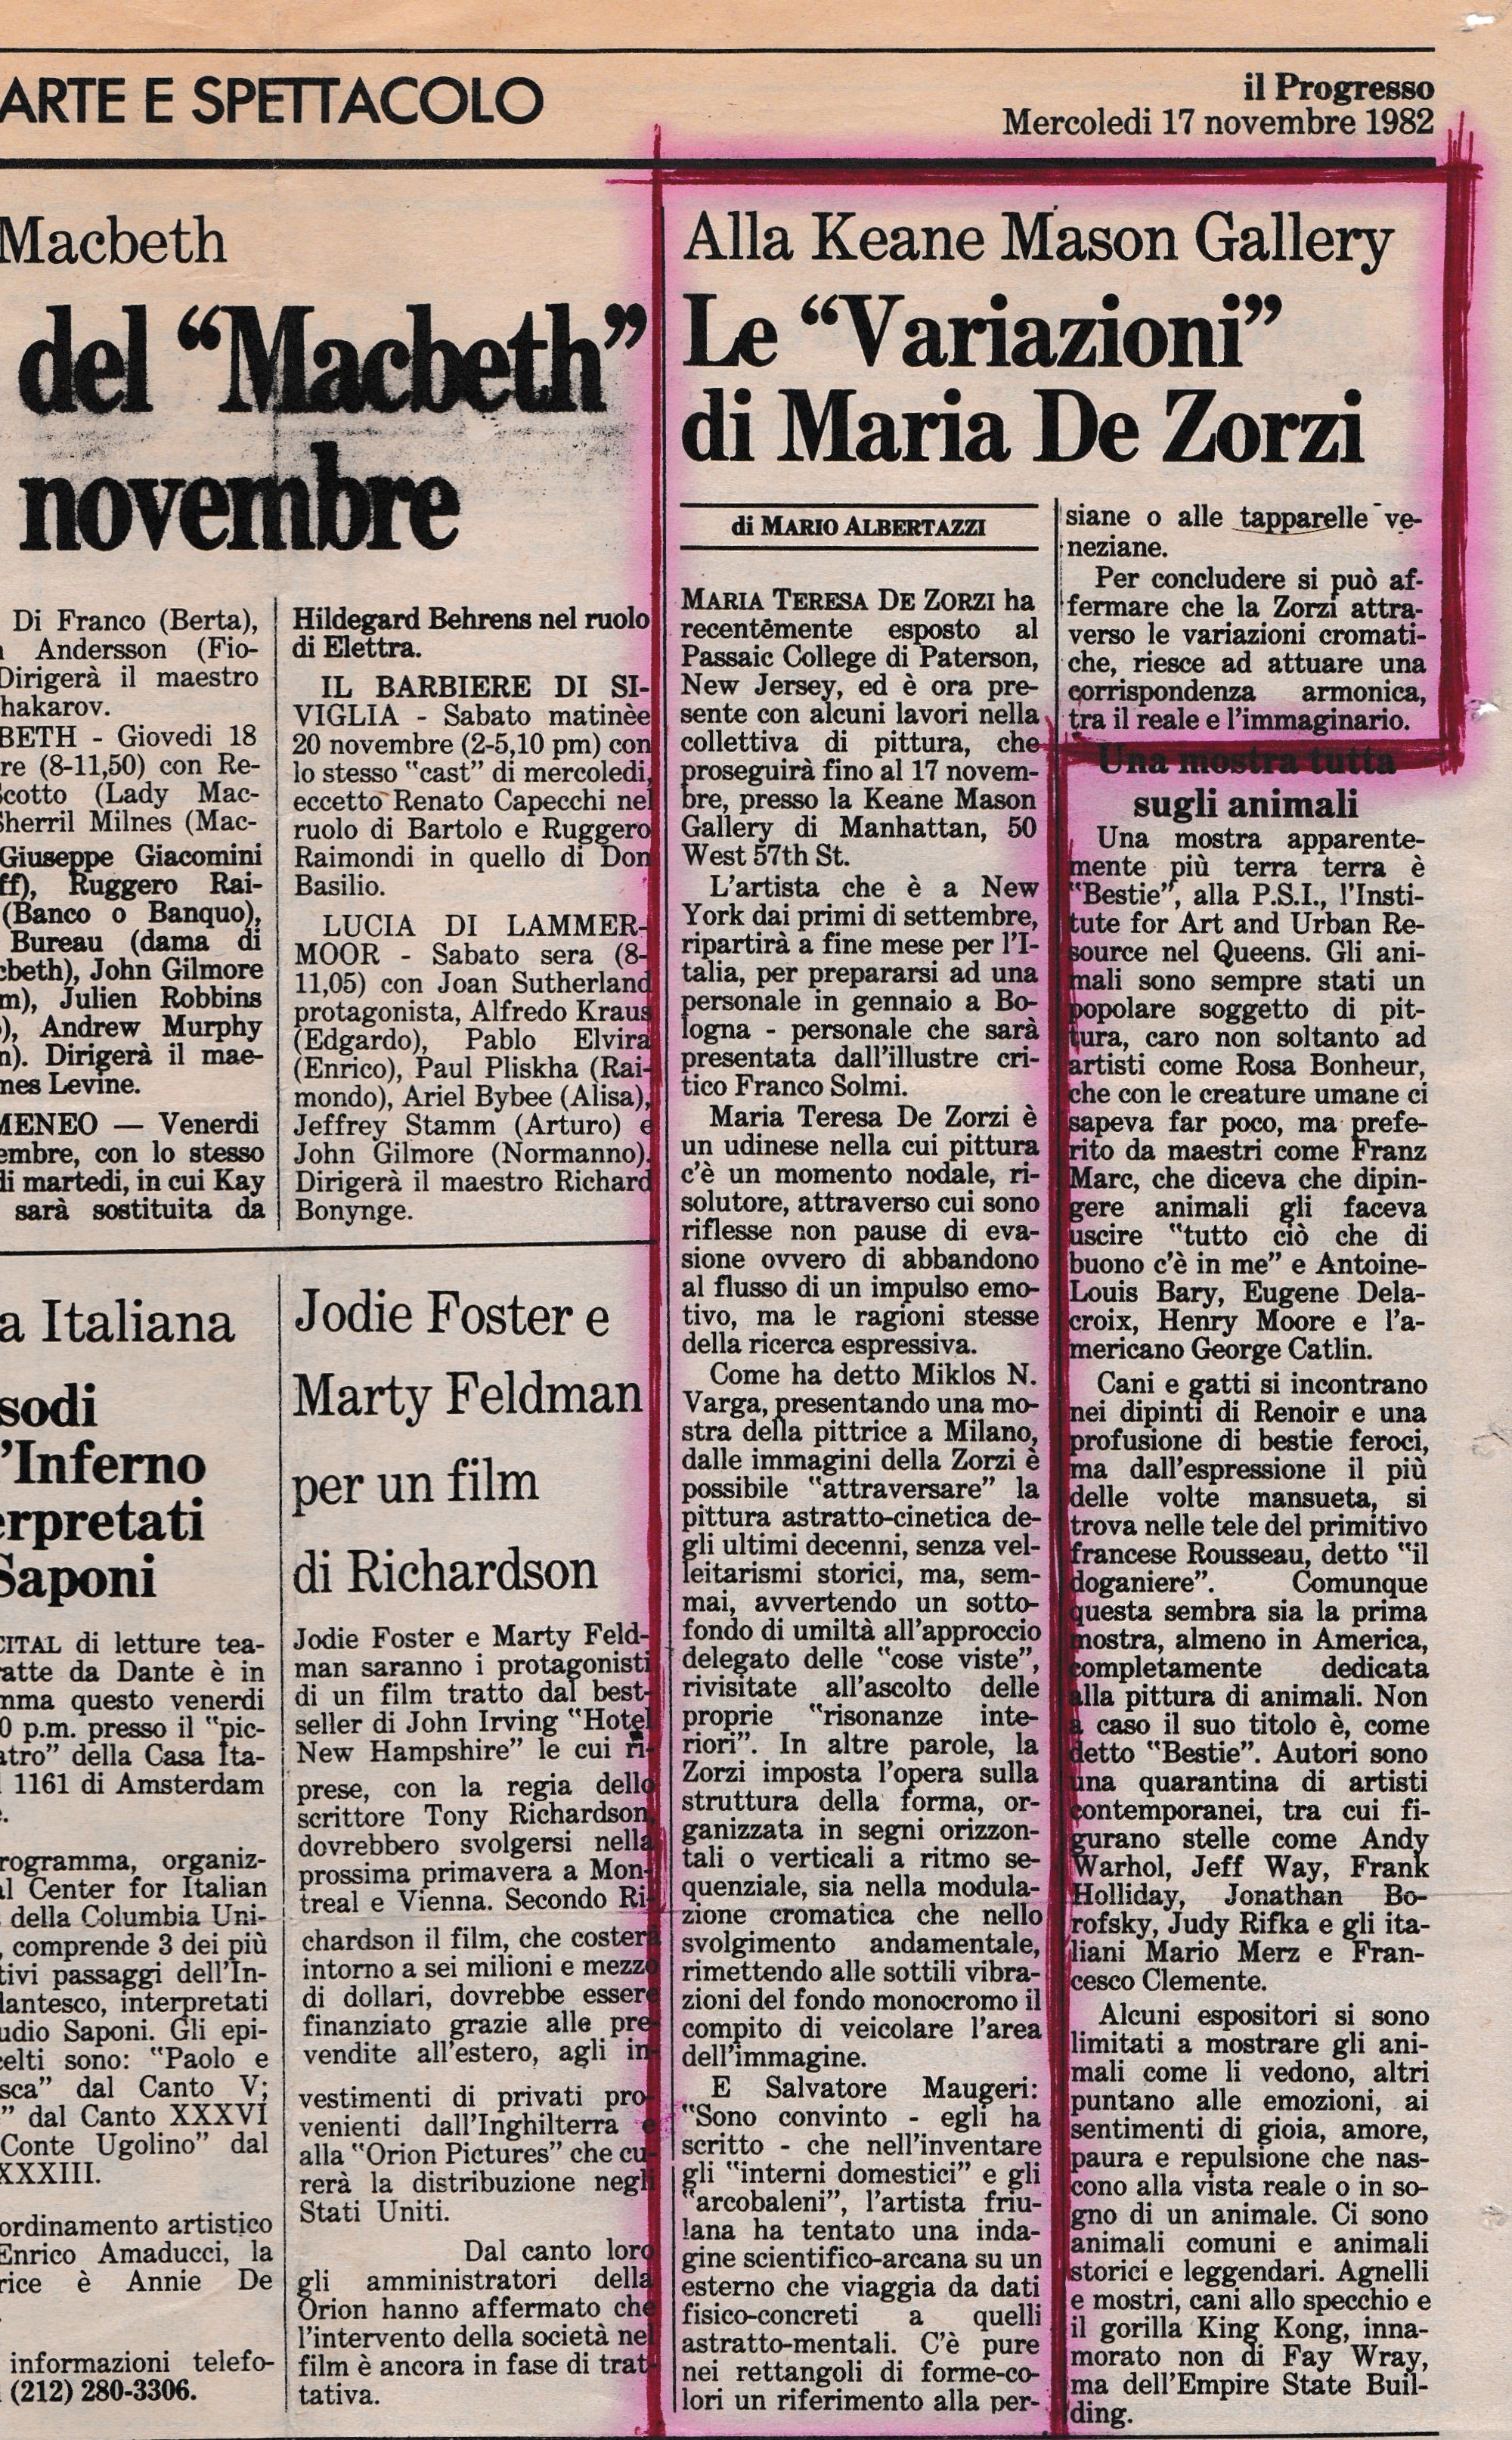 ARTE E SPETTACOLO
il Progresso
Mercoledi 17 novembre 1982
Macbeth
del “Macbeth”
novembre
Di Franco (Berta),
Andersson (Fio-
Dirigerà il maestro
hakarov.
BETH - Giovedi 18
re (8-11,50) con Re-
Scotto (Lady Mac-
Sherril Milnes (Mac-
Giuseppe Giacomini
ff), Ruggero Rai-
(Banco o Banquo),
Bureau (dama di
cbeth), John Gilmore
m), Julien Robbins
), Andrew Murphy
n). Dirigerà il mae-
mes Levine.
MENEO — Venerdi
embre, con lo stesso
di martedi, in cui Kay
sarà sostituita da
Hildegard Behrens nel ruolo
di Elettra.
IL BARBIERE DI SI-
VIGLIA - Sabato matinèe
20 novembre (2-5,10 pm) con
lo stesso "cast" di mercoledi,
eccetto Renato Capecchi nel
ruolo di Bartolo e Ruggero
Raimondi in quello di Don
Basilio.
LUCIA DI LAMMER-
MOOR - Sabato sera (8-
11,05) con Joan Sutherland
protagonista, Alfredo Kraus
(Edgardo), Pablo Elvira
(Enrico), Paul Pliskha (Rai-
mondo), Ariel Bybee (Alisa),
Jeffrey Stamm (Arturo) e
John Gilmore (Normanno).
Dirigerà il maestro Richard
Bonynge.
a Italiana
sodi
l'Inferno
erpretati
Saponi
CITAL di letture tea-
ratte da Dante è in
mma questo venerdi
0 p.m. presso il "pic-
atro" della Casa Ita-
1161 di Amsterdam
e.
rogramma, organiz-
al Center for Italian
della Columbia Uni-
, comprende 3 dei più
tivi passaggi dell'In-
dantesco, interpretati
udio Saponi. Gli epi-
celti sono: "Paolo e
sca" dal Canto V;
" dal Canto XXXVI
Conte Ugolino" dal
XXXIII.
ordinamento artistico
Enrico Amaducci, la
rice è Annie De
informazioni telefo-
(212) 280-3306.
Jodie Foster e
Marty Feldman
per un film
di Richardson
Jodie Foster e Marty Feld-
man saranno i protagonisti
di un film tratto dal best-
seller di John Irving "Hotel
New Hampshire" le cui ri-
prese, con la regia dello
scrittore Tony Richardson,
dovrebbero svolgersi nella
prossima primavera a Mon-
treal e Vienna. Secondo Ri-
chardson il film, che costerà
intorno a sei milioni e mezzo
di dollari, dovrebbe essere
finanziato grazie alle pre-
vendite all'estero, agli in-
vestimenti di privati pro-
venienti dall'Inghilterra e
alla "Orion Pictures" che cu-
rerà la distribuzione negli
Stati Uniti.
Dal canto loro
gli amministratori della
Orion hanno affermato che
l'intervento della società nel
film è ancora in fase di trat-
tativa.
Alla Keane Mason Gallery
Le “Variazioni”
di Maria De Zorzi
di MARIO ALBERTAZZI
MARIA TERESA DE ZORZI ha
recentemente esposto al
Passaic College di Paterson,
New Jersey, ed è ora pre-
sente con alcuni lavori nella
collettiva di pittura, che
proseguirà fino al 17 novem-
bre, presso la Keane Mason
Gallery di Manhattan, 50
West 57th St.
L'artista che è a New
York dai primi di settembre,
ripartirà a fine mese per l'I-
talia, per prepararsi ad una
personale in gennaio a Bo-
logna - personale che sarà
presentata dall'illustre cri-
tico Franco Solmi.
Maria Teresa De Zorzi è
un udinese nella cui pittura
c'è un momento nodale, ri-
solutore, attraverso cui sono
riflesse non pause di eva-
sione ovvero di abbandono
al flusso di un impulso emo-
tivo, ma le ragioni stesse
della ricerca espressiva.
Come ha detto Miklos N.
Varga, presentando una mo-
stra della pittrice a Milano,
dalle immagini della Zorzi è
possibile "attraversare" la
pittura astratto-cinetica de-
gli ultimi decenni, senza vel-
leitarismi storici, ma, sem-
mai, avvertendo un sotto-
fondo di umiltà all'approccio
delegato delle "cose viste",
rivisitate all'ascolto delle
proprie "risonanze inte-
riori". In altre parole, la
Zorzi imposta l'opera sulla
struttura della forma, or-
ganizzata in segni orizzon-
tali o verticali a ritmo se-
quenziale, sia nella modula-
zione cromatica che nello
svolgimento andamentale,
rimettendo alle sottili vibra-
zioni del fondo monocromo il
compito di veicolare l'area
dell'immagine.
E Salvatore Maugeri:
"Sono convinto - egli ha
scritto - che nell'inventare
gli "interni domestici" e gli
"arcobaleni", l'artista friu-
lana ha tentato una inda-
gine scientifico-arcana su un
esterno che viaggia da dati
fisico-concreti a quelli
astratto-mentali. C'è pure
nei rettangoli di forme-co-
lori un riferimento alla per-
siane o alle tapparelle ve-
neziane.
Per concludere si può af-
fermare che la Zorzi attra-
verso le variazioni cromati-
che, riesce ad attuare una
corrispondenza armonica,
tra il reale e l'immaginario.
Una mostra tutta
sugli animali
Una mostra apparente-
mente più terra terra è
"Bestie", alla P.S.I., l'Insti-
tute for Art and Urban Re-
source nel Queens. Gli ani-
mali sono sempre stati un
popolare soggetto di pit-
tura, caro non soltanto ad
artisti come Rosa Bonheur,
che con le creature umane ci
sapeva far poco, ma prefe-
rito da maestri come Franz
Marc, che diceva che dipin-
gere animali gli faceva
uscire "tutto ciò che di
buono c'è in me" e Antoine-
Louis Bary, Eugene Dela-
croix, Henry Moore e l'a-
mericano George Catlin.
Cani e gatti si incontrano
nei dipinti di Renoir e una
profusione di bestie feroci,
ma dall'espressione il più
delle volte mansueta, si
trova nelle tele del primitivo
francese Rousseau, detto "il
doganiere". Comunque
questa sembra sia la prima
mostra, almeno in America,
completamente dedicata
alla pittura di animali. Non
a caso il suo titolo è, come
detto "Bestie". Autori sono
una quarantina di artisti
contemporanei, tra cui fi-
gurano stelle come Andy
Warhol, Jeff Way, Frank
Holliday, Jonathan Bo-
rofsky, Judy Rifka e gli ita-
liani Mario Merz e Fran-
cesco Clemente.
Alcuni espositori si sono
limitati a mostrare gli ani-
mali come li vedono, altri
puntano alle emozioni, ai
sentimenti di gioia, amore,
paura e repulsione che nas-
cono alla vista reale o in so-
gno di un animale. Ci sono
animali comuni e animali
storici e leggendari. Agnelli
e mostri, cani allo specchio e
il gorilla King Kong, inna-
morato non di Fay Wray,
ma dell'Empire State Buil-
ding.